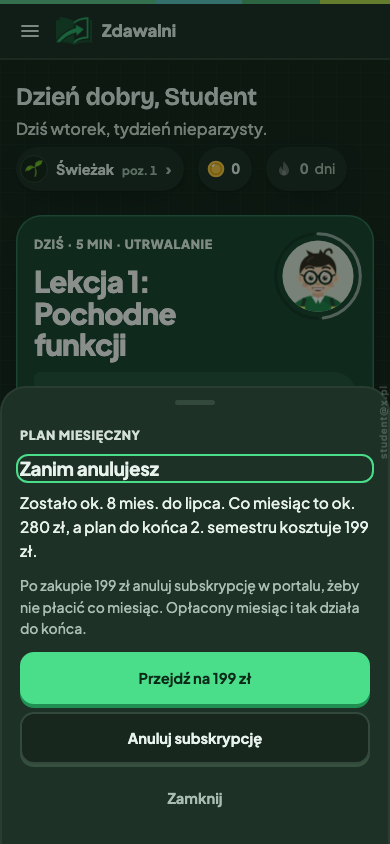 Zdawalni
Dzień dobry, Student
Dziś wtorek, tydzień nieparzysty.
Świeżak poz. 1 ›
0
0 dni
DZIŚ · 5 MIN · UTRWALANIE
Lekcja 1:
Pochodne
funkcji
student@x.pl
PLAN MIESIĘCZNY
Zanim anulujesz
Zostało ok. 8 mies. do lipca. Co miesiąc to ok.
280 zł, a plan do końca 2. semestru kosztuje 199
zł.
Po zakupie 199 zł anuluj subskrypcję w portalu, żeby
nie płacić co miesiąc. Opłacony miesiąc i tak działa
do końca.
Przejdź na 199 zł
Anuluj subskrypcję
Zamknij